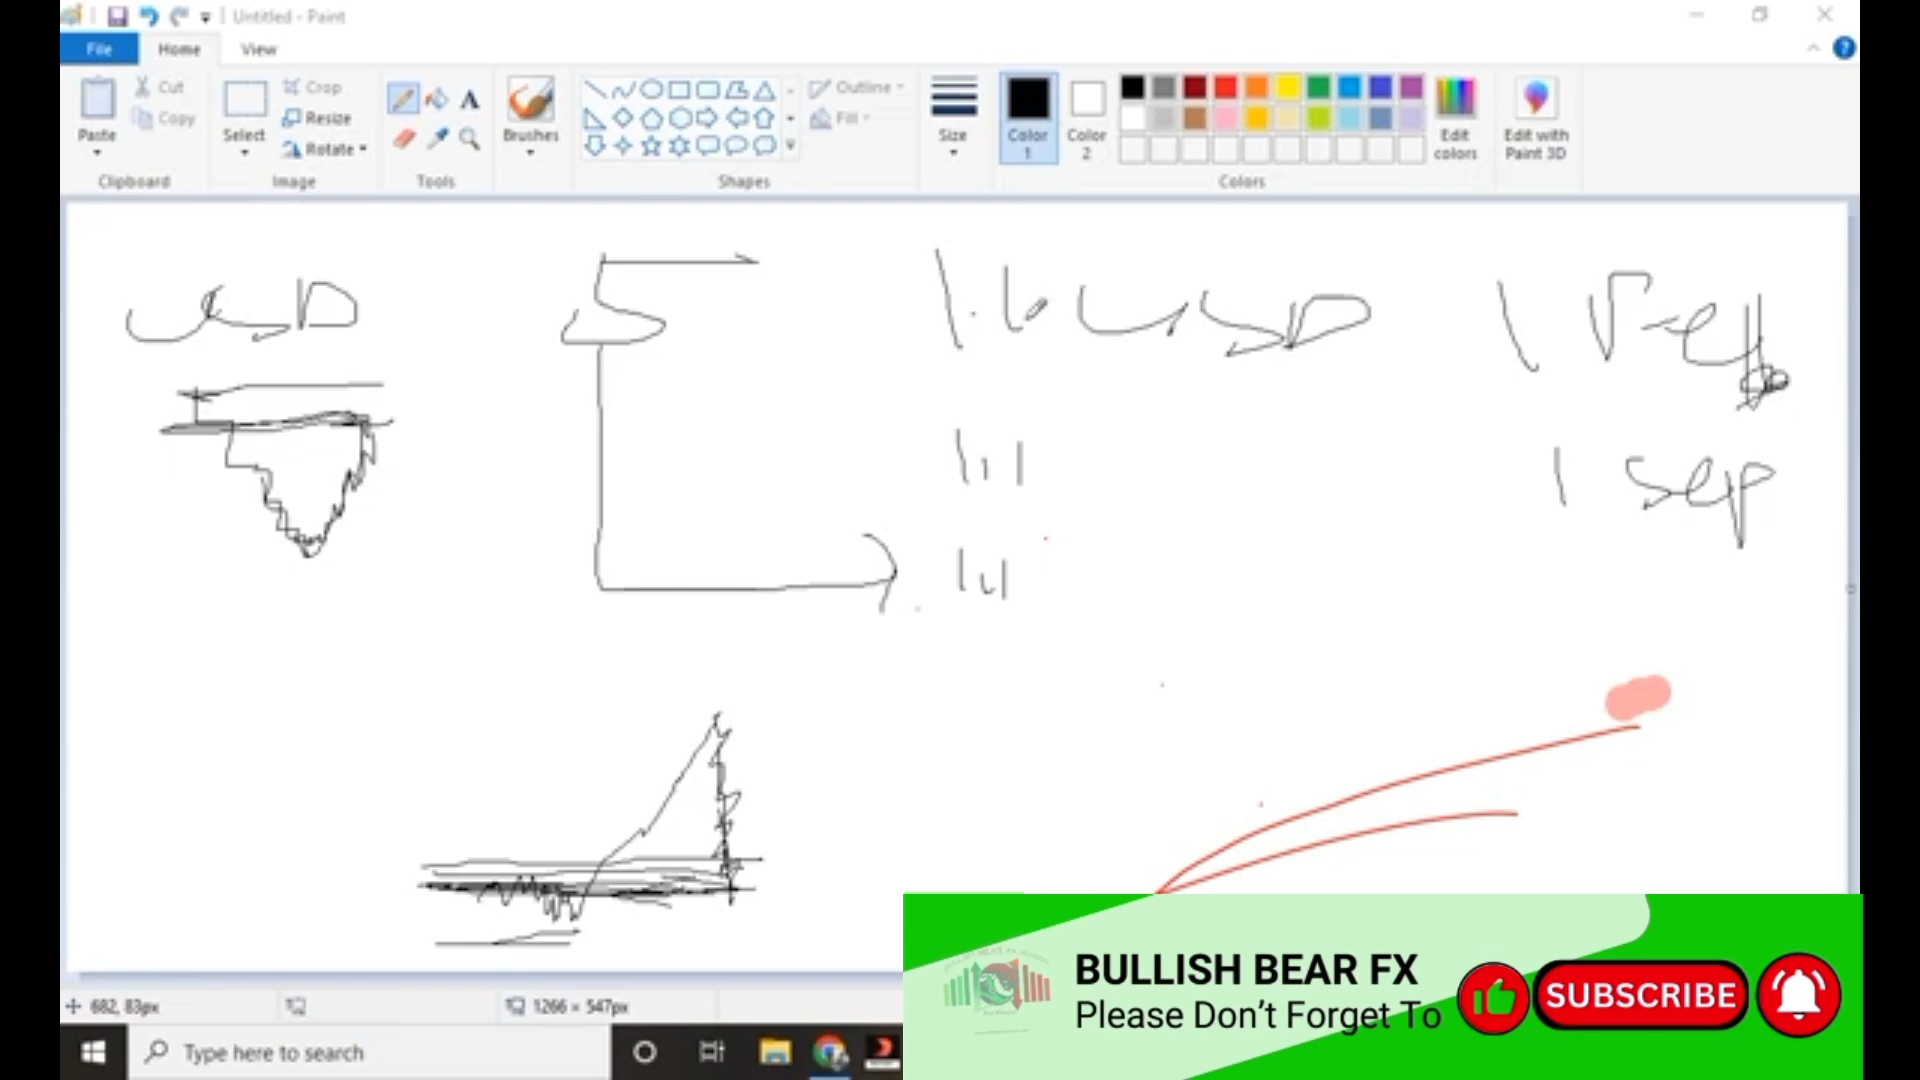 Untitled - Paint
File Home View
Cut
Copy
Paste
Clipboard
Crop
Resize
Rotate
Select
Image
A
Tools
Brushes
Shapes
Outline
Fill
Size
Color 1
Color 2
Edit colors
Edit with Paint 3D
Colors
USD
5
USD
1 sep
682, 83px
1266 × 547px
Type here to search
BULLISH BEAR FX
Please Don't Forget To
SUBSCRIBE